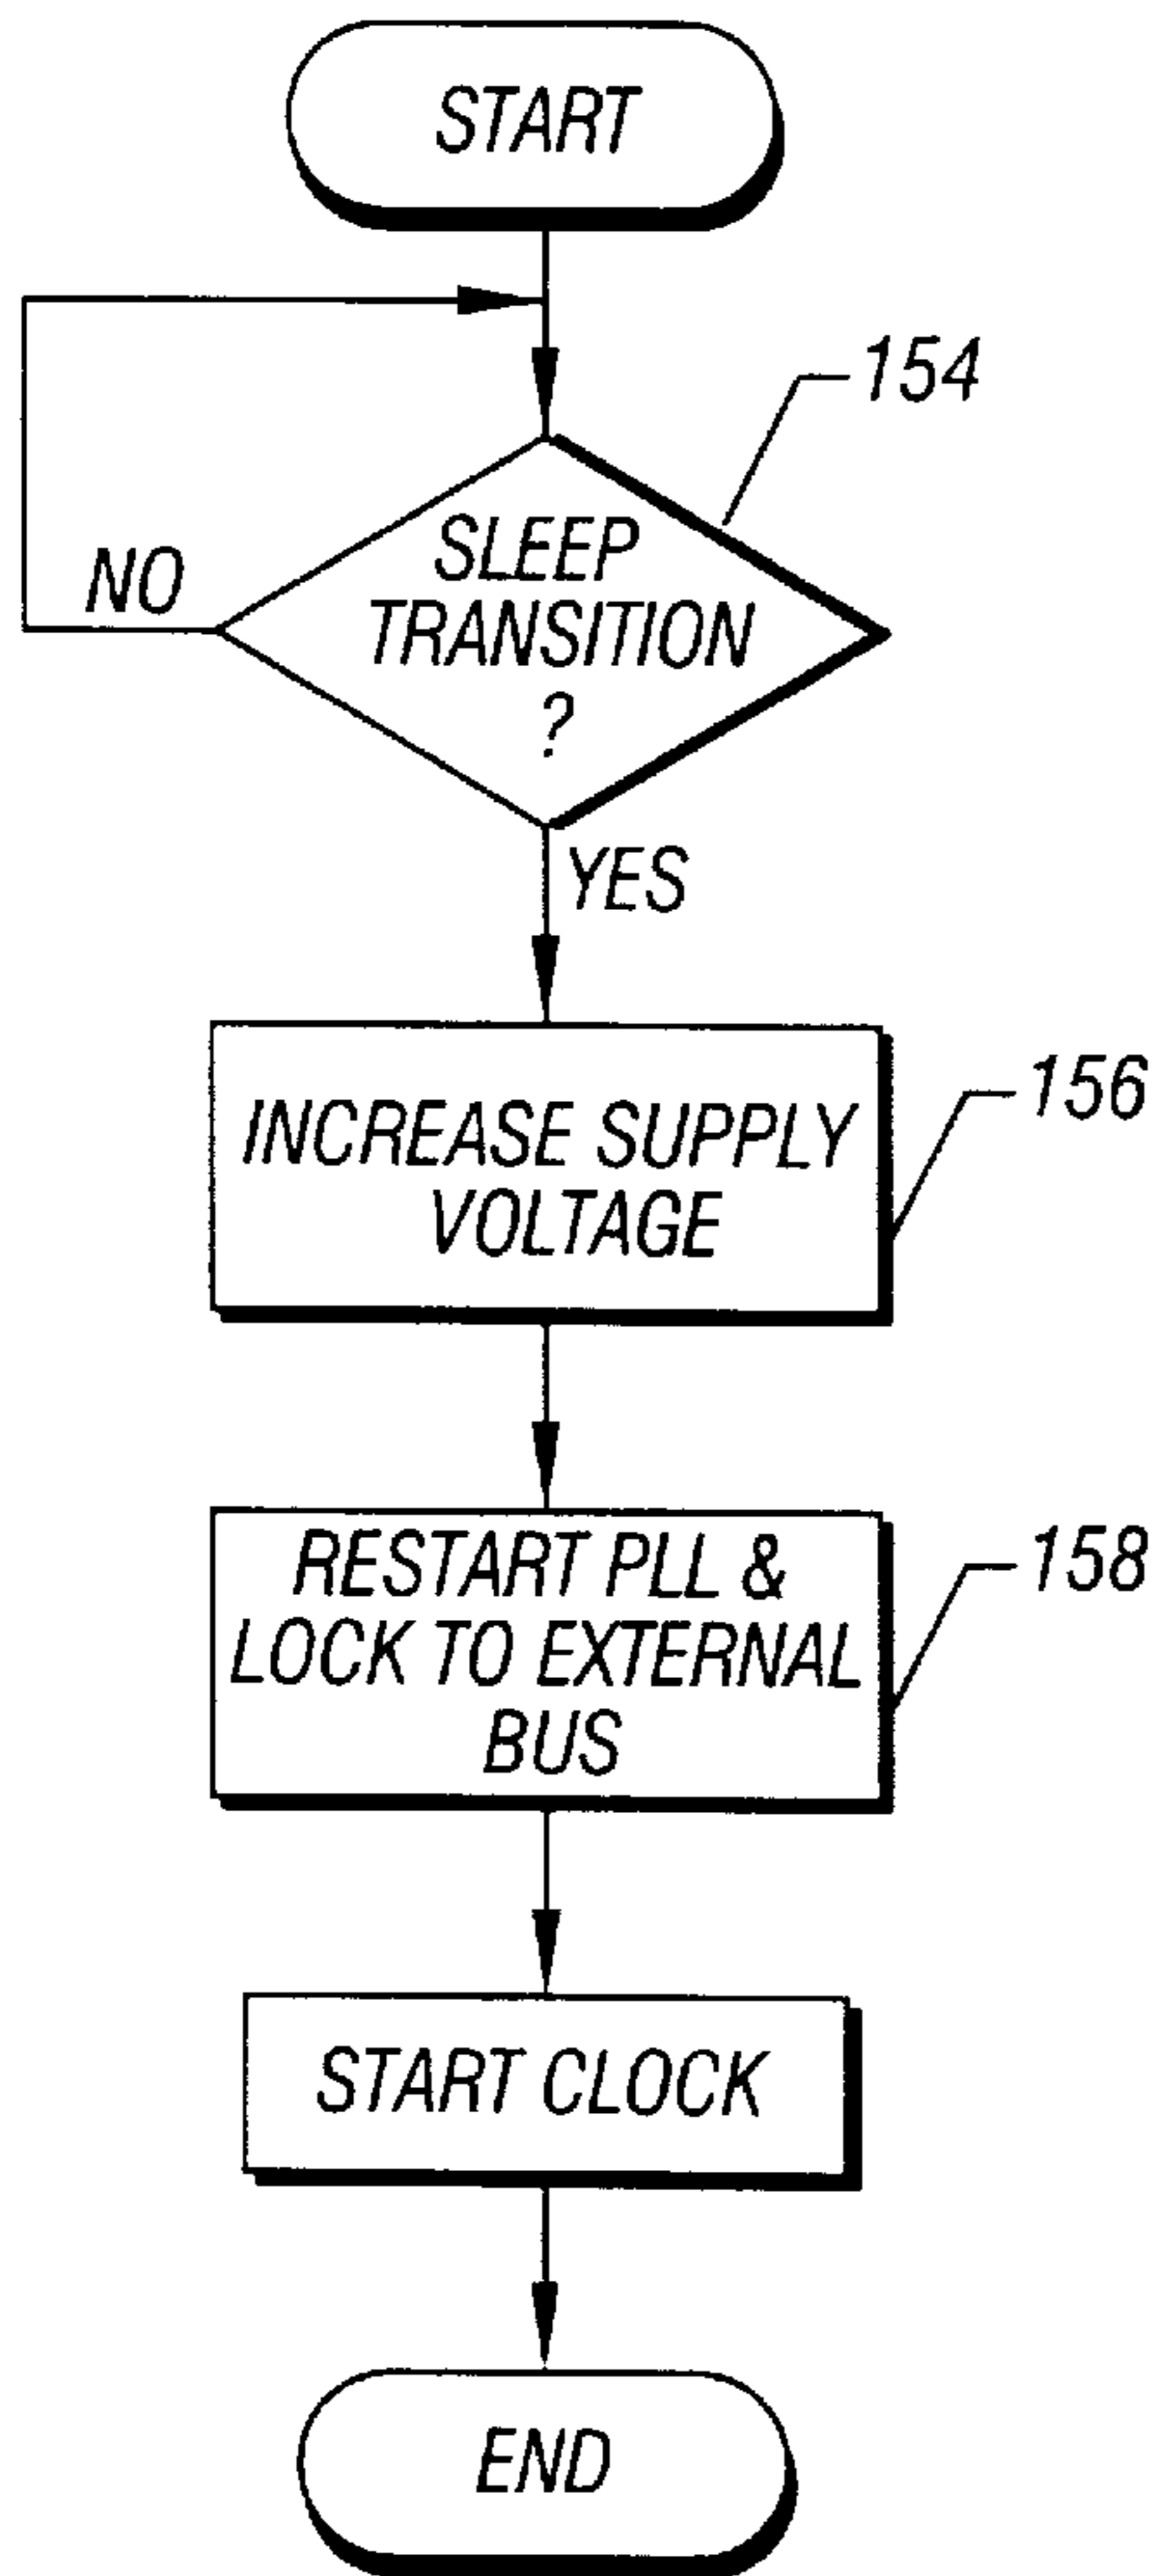 START
154
SLEEP
TRANSITION
?
NO
YES
INCREASE SUPPLY
VOLTAGE
156
RESTART PLL &
LOCK TO EXTERNAL
BUS
158
START CLOCK
END